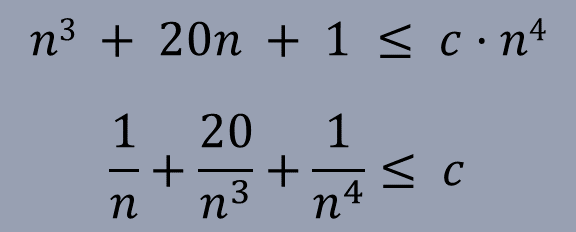 n³ + 20n + 1 ≤ c · n⁴
1/n + 20/n³ + 1/n⁴ ≤ c